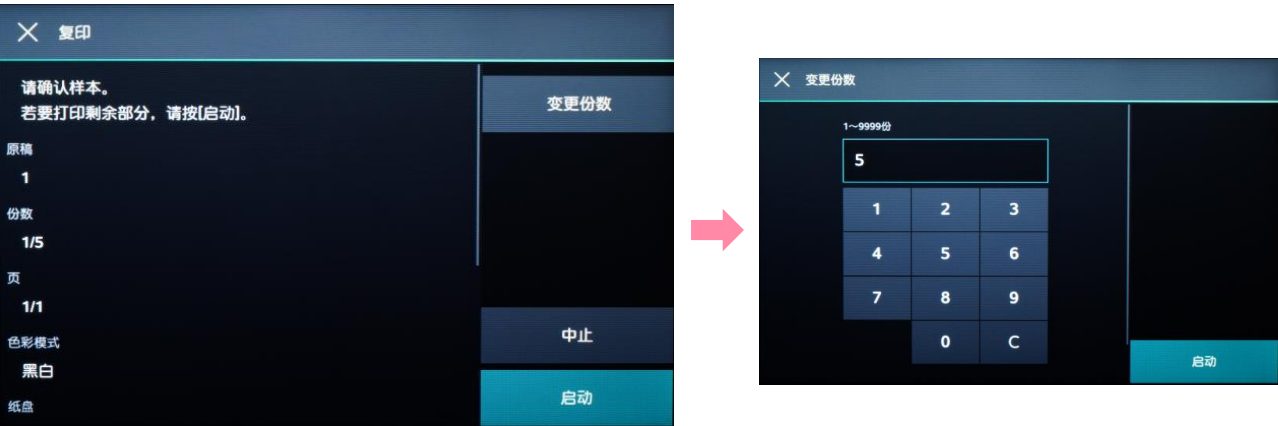 复印
请确认样本。
若要打印剩余部分，请按[启动]。
原稿
1
份数
1/5
页
1/1
色彩模式
黑白
纸盘
变更份数
中止
启动
变更份数
1～9999份
5
1 2 3
4 5 6
7 8 9
0 C
启动